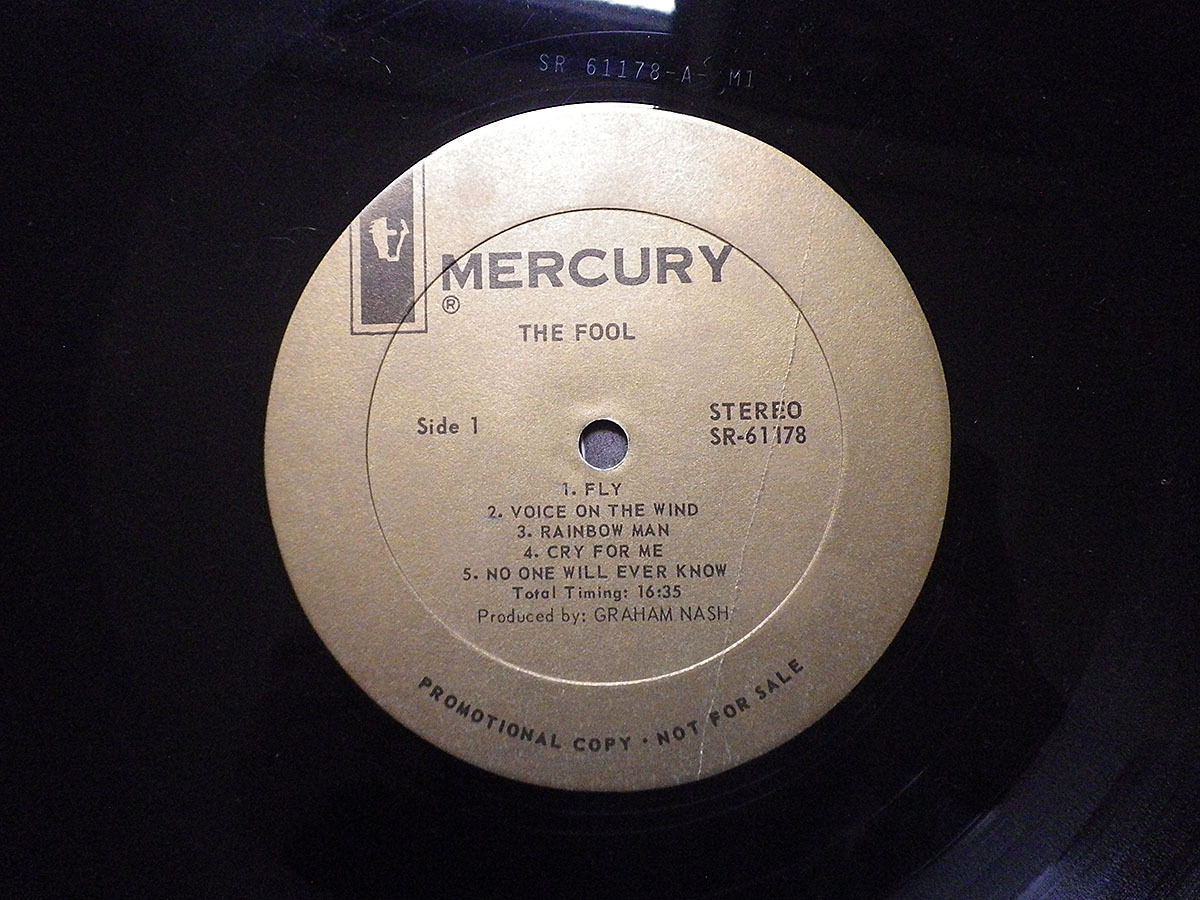 SR 61178-A- M1
MERCURY
®
THE FOOL
Side 1
STEREO
SR-61178
1. FLY
2. VOICE ON THE WIND
3. RAINBOW MAN
4. CRY FOR ME
5. NO ONE WILL EVER KNOW
Total Timing: 16:35
Produced by: GRAHAM NASH
PROMOTIONAL COPY · NOT FOR SALE